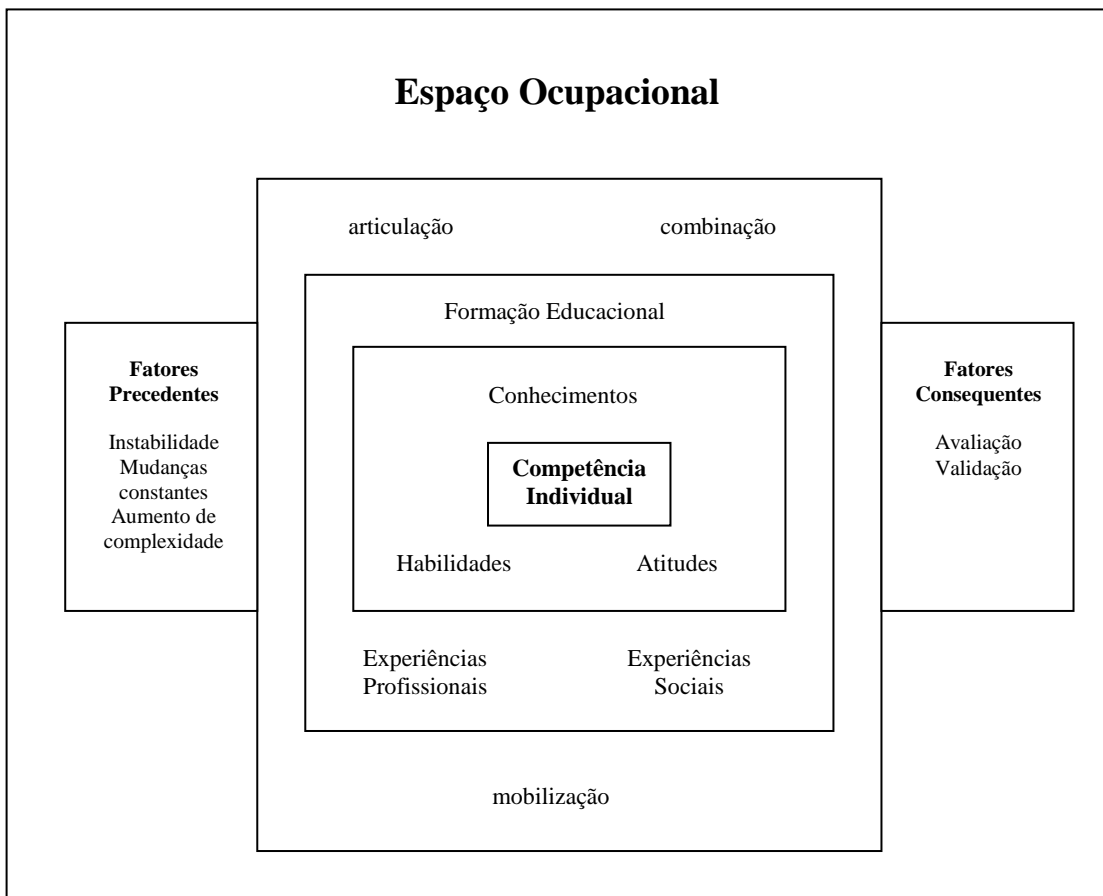 Espaço Ocupacional
articulação
combinação
Formação Educacional
Fatores
Precedentes
Instabilidade
Mudanças
constantes
Aumento de
complexidade
Conhecimentos
Competência
Individual
Habilidades
Atitudes
Experiências
Profissionais
Experiências
Sociais
mobilização
Fatores
Consequentes
Avaliação
Validação